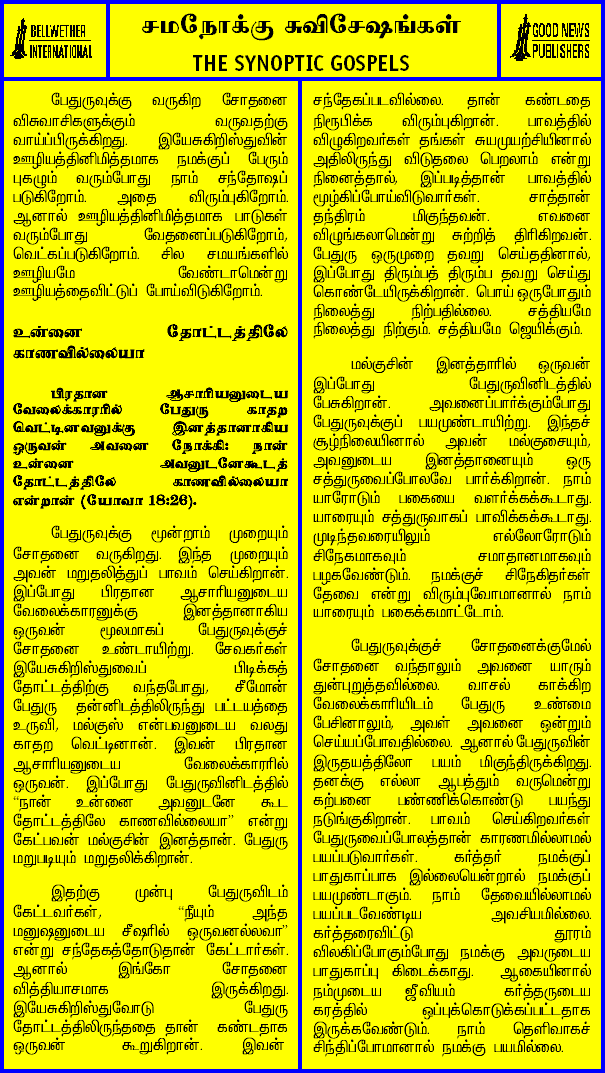 BELLWETHER
INTERNATIONAL
சமநோக்கு சுவிசேஷங்கள்
THE SYNOPTIC GOSPELS
GOOD NEWS
PUBLISHERS
பேதுருவுக்கு வருகிற சோதனை
விசுவாசிகளுக்கும் வருவதற்கு
வாய்ப்பிருக்கிறது. இயேசுகிறிஸ்துவின்
ஊழியத்தினிமித்தமாக நமக்குப் பேரும்
புகழும் வரும்போது நாம் சந்தோஷப்
படுகிறோம். அதை விரும்புகிறோம்.
ஆனால் ஊழியத்தினிமித்தமாக பாடுகள்
வரும்போது வேதனைப்படுகிறோம்,
வெட்கப்படுகிறோம். சில சமயங்களில்
ஊழியமே வேண்டாமென்று
ஊழியத்தைவிட்டுப் போய்விடுகிறோம்.
உன்னை தோட்டத்திலே
காணவில்லையா
பிரதான ஆசாரியனுடைய
வேலைக்காரரில் பேதுரு காதற
வெட்டினவனுக்கு இனத்தானாகிய
ஒருவன் அவனை நோக்கி: நான்
உன்னை அவனுடனேகூடத்
தோட்டத்திலே காணவில்லையா
என்றான் (யோவா 18:26).
பேதுருவுக்கு மூன்றாம் முறையும்
சோதனை வருகிறது. இந்த முறையும்
அவன் மறுதலித்துப் பாவம் செய்கிறான்.
இப்போது பிரதான ஆசாரியனுடைய
வேலைக்காரனுக்கு இனத்தானாகிய
ஒருவன் மூலமாகப் பேதுருவுக்குச்
சோதனை உண்டாயிற்று. சேவகர்கள்
இயேசுகிறிஸ்துவைப் பிடிக்கத்
தோட்டத்திற்கு வந்தபோது, சீமோன்
பேதுரு தன்னிடத்திலிருந்து பட்டயத்தை
உருவி, மல்குஸ் என்பவனுடைய வலது
காதற வெட்டினான். இவன் பிரதான
ஆசாரியனுடைய வேலைக்காரரில்
ஒருவன். இப்போது பேதுருவினிடத்தில்
“நான் உன்னை அவனுடனே கூட
தோட்டத்திலே காணவில்லையா” என்று
கேட்பவன் மல்குசின் இனத்தான். பேதுரு
மறுபடியும் மறுதலிக்கிறான்.
இதற்கு முன்பு பேதுருவிடம்
கேட்டவர்கள், “நீயும் அந்த
மனுஷனுடைய சீஷரில் ஒருவனல்லவா”
என்று சந்தேகத்தோடுதான் கேட்டார்கள்.
ஆனால் இங்கோ சோதனை
வித்தியாசமாக இருக்கிறது.
இயேசுகிறிஸ்துவோடு பேதுரு
தோட்டத்திலிருந்ததை தான் கண்டதாக
ஒருவன் கூறுகிறான். இவன்
சந்தேகப்படவில்லை. தான் கண்டதை
நிரூபிக்க விரும்புகிறான். பாவத்தில்
விழுகிறவர்கள் தங்கள் சுயமுயற்சியினால்
அதிலிருந்து விடுதலை பெறலாம் என்று
நினைத்தால், இப்படித்தான் பாவத்தில்
மூழ்கிப்போய்விடுவார்கள். சாத்தான்
தந்திரம் மிகுந்தவன். எவனை
விழுங்கலாமென்று சுற்றித் திரிகிறவன்.
பேதுரு ஒருமுறை தவறு செய்ததினால்,
இப்போது திரும்பத் திரும்ப தவறு செய்து
கொண்டேயிருக்கிறான். பொய் ஒருபோதும்
நிலைத்து நிற்பதில்லை. சத்தியமே
நிலைத்து நிற்கும். சத்தியமே ஜெயிக்கும்.
மல்குசின் இனத்தாரில் ஒருவன்
இப்போது பேதுருவினிடத்தில்
பேசுகிறான். அவனைப்பார்க்கும்போது
பேதுருவுக்குப் பயமுண்டாயிற்று. இந்தச்
சூழ்நிலையினால் அவன் மல்குசையும்,
அவனுடைய இனத்தானையும் ஒரு
சத்துருவைப்போலவே பார்க்கிறான். நாம்
யாரோடும் பகையை வளர்க்கக்கூடாது.
யாரையும் சத்துருவாகப் பாவிக்கக்கூடாது.
முடிந்தவரையிலும் எல்லோரோடும்
சிநேகமாகவும் சமாதானமாகவும்
பழகவேண்டும். நமக்குச் சிநேகிதர்கள்
தேவை என்று விரும்புவோமானால் நாம்
யாரையும் பகைக்கமாட்டோம்.
பேதுருவுக்குச் சோதனைக்குமேல்
சோதனை வந்தாலும் அவனை யாரும்
துன்புறுத்தவில்லை. வாசல் காக்கிற
வேலைக்காரியிடம் பேதுரு உண்மை
பேசினாலும், அவள் அவனை ஒன்றும்
செய்யப்போவதில்லை. ஆனால் பேதுருவின்
இருதயத்திலோ பயம் மிகுந்திருக்கிறது.
தனக்கு எல்லா ஆபத்தும் வருமென்று
கற்பனை பண்ணிக்கொண்டு பயந்து
நடுங்குகிறான். பாவம் செய்கிறவர்கள்
பேதுருவைப்போலத்தான் காரணமில்லாமல்
பயப்படுவார்கள். கர்த்தர் நமக்குப்
பாதுகாப்பாக இல்லையென்றால் நமக்குப்
பயமுண்டாகும். நாம் தேவையில்லாமல்
பயப்படவேண்டிய அவசியமில்லை.
கர்த்தரைவிட்டு தூரம்
விலகிப்போகும்போது நமக்கு அவருடைய
பாதுகாப்பு கிடைக்காது. ஆகையினால்
நம்முடைய ஜீவியம் கர்த்தருடைய
கரத்தில் ஒப்புக்கொடுக்கப்பட்டதாக
இருக்கவேண்டும். நாம் தெளிவாகச்
சிந்திப்போமானால் நமக்கு பயமில்லை.